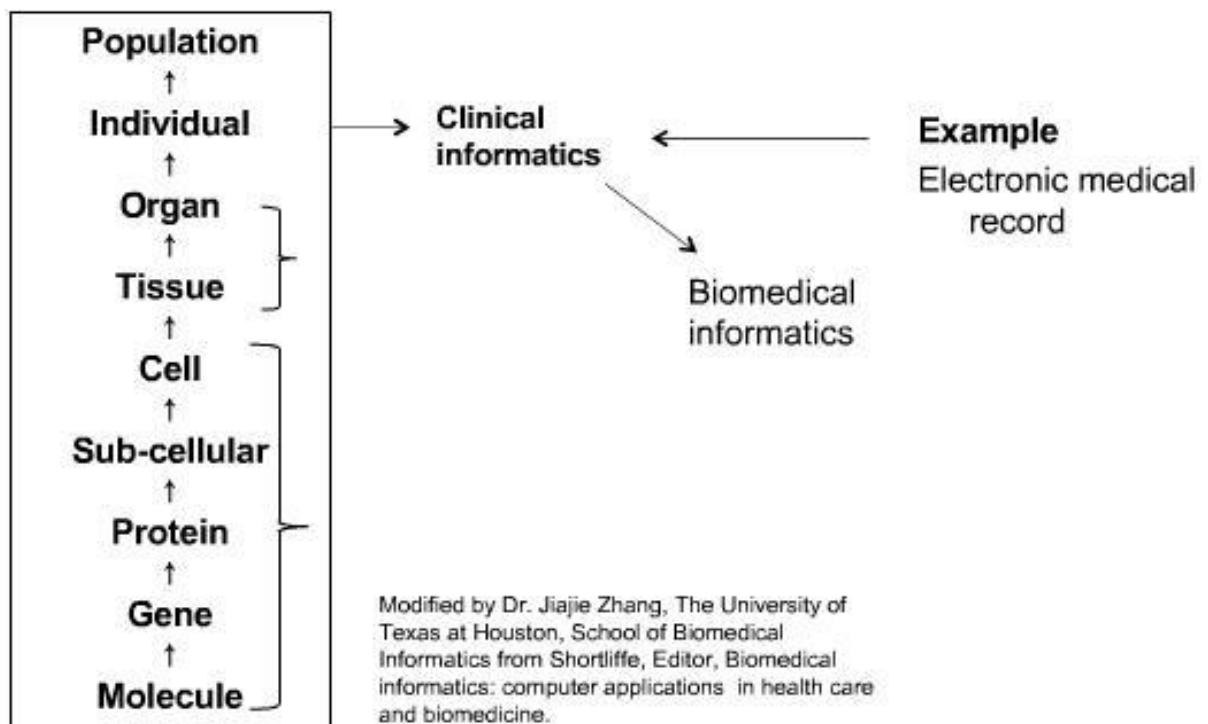 Population
↑
Individual
↑
Organ
↑
Tissue
↑
Cell
↑
Sub-cellular
↑
Protein
↑
Gene
↑
Molecule
Clinical
informatics
Biomedical
informatics
Example
Electronic medical
record
Modified by Dr. Jiajie Zhang, The University of
Texas at Houston, School of Biomedical
Informatics from Shortliffe, Editor, Biomedical
informatics: computer applications in health care
and biomedicine.